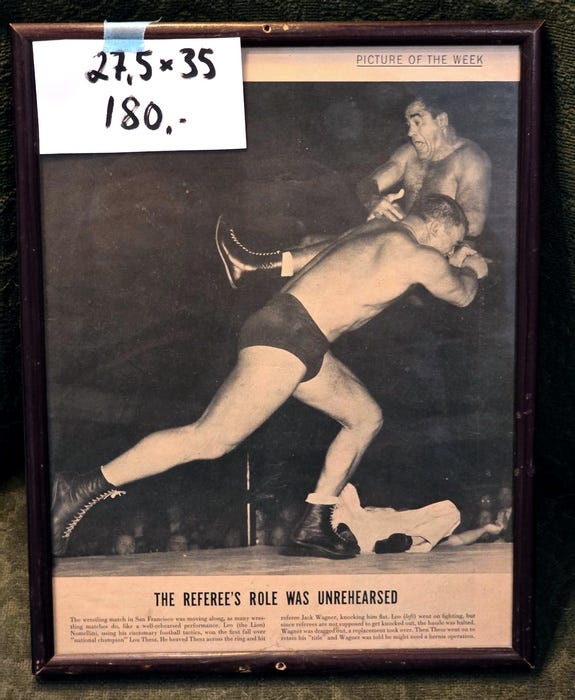 27,5 x 35
180,-
PICTURE OF THE WEEK
THE REFEREE'S ROLE WAS UNREHEARSED
The wrestling match in San Francisco was moving along, as many wres-
tling matches do, like a well-coloured performance. Leo (the Lion)
Nomellini, using his customary football tactics, won the first fall over
"national champion" Lou Thesz. He heaved Thesz across the ring and hit
referee Jack Wagner, knocking him flat. Leo (left) went on fighting, but
since referees are not supposed to get knocked out, the hassle was halted.
Wagner was dragged out, a replacement took over. Then Thesz went on to
retain his "title" and Wagner was told he might need a hernia operation.